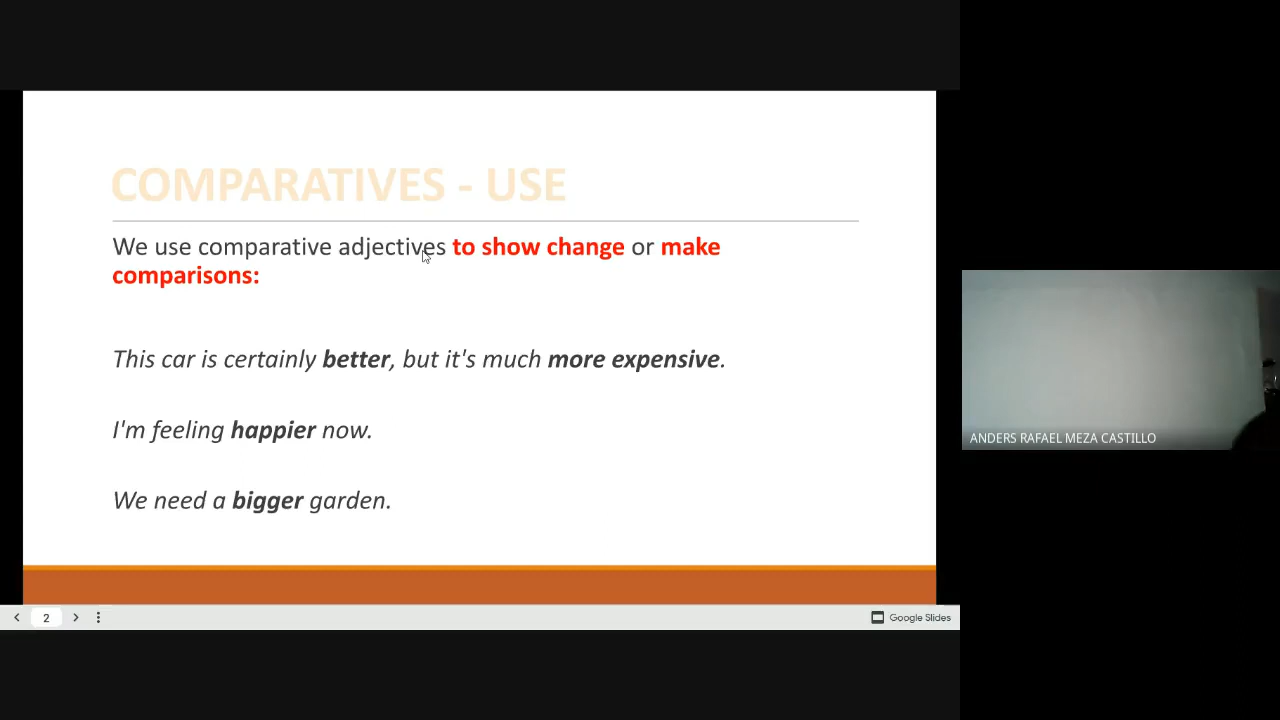 COMPARATIVES - USE
We use comparative adjectives to show change or make
comparisons:
This car is certainly better, but it's much more expensive.
I'm feeling happier now.
We need a bigger garden.
ANDERS RAFAEL MEZA CASTILLO
2
Google Slides